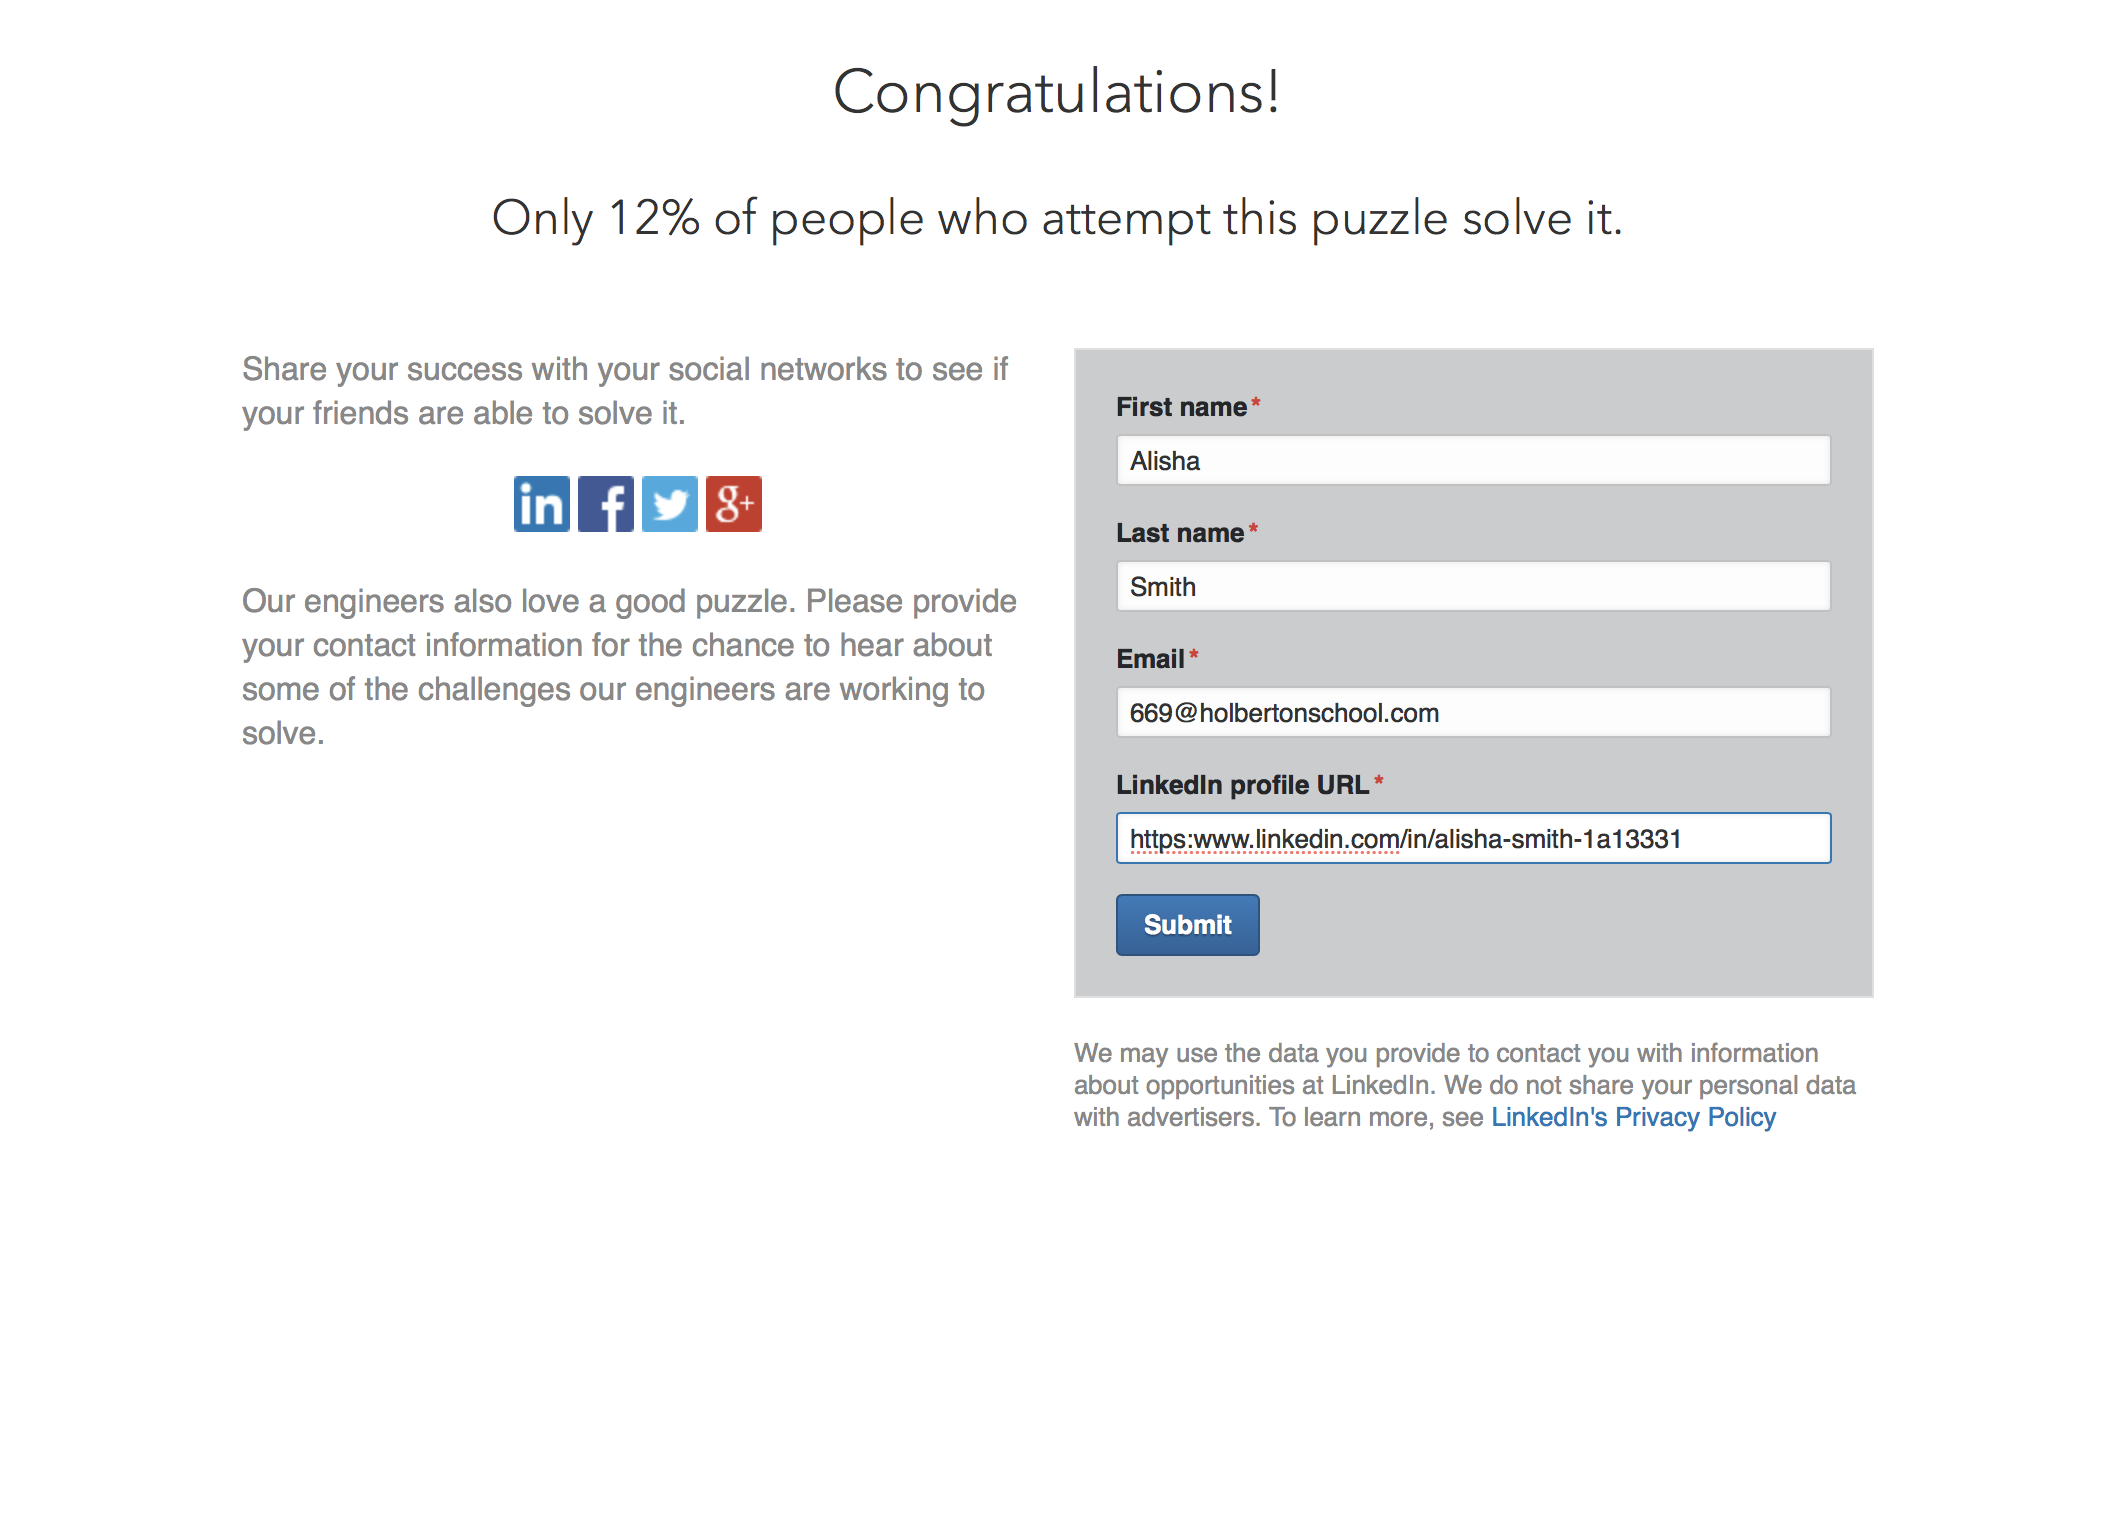 Congratulations!
Only 12% of people who attempt this puzzle solve it.
Share your success with your social networks to see if
your friends are able to solve it.
in f g+
Our engineers also love a good puzzle. Please provide
your contact information for the chance to hear about
some of the challenges our engineers are working to
solve.
First name*
Alisha
Last name*
Smith
Email*
669@holbertonschool.com
LinkedIn profile URL*
https:www.linkedin.com/in/alisha-smith-1a13331
Submit
We may use the data you provide to contact you with information
about opportunities at LinkedIn. We do not share your personal data
with advertisers. To learn more, see LinkedIn's Privacy Policy